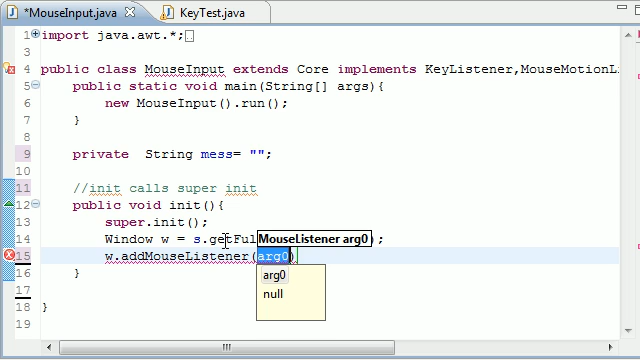 *MouseInput.java
KeyTest.java
1 import java.awt.*;
3
4 public class MouseInput extends Core implements KeyListener,MouseMotionLi
5 public static void main(String[] args){
6 new MouseInput().run();
7 }
8
9 private String mess= "";
10
11 //init calls super init
12 public void init(){
13 super.init();
14 Window w = s.getFul MouseListener arg0 );
15 w.addMouseListener(arg0)
16 }
arg0
null
17
18 }
19